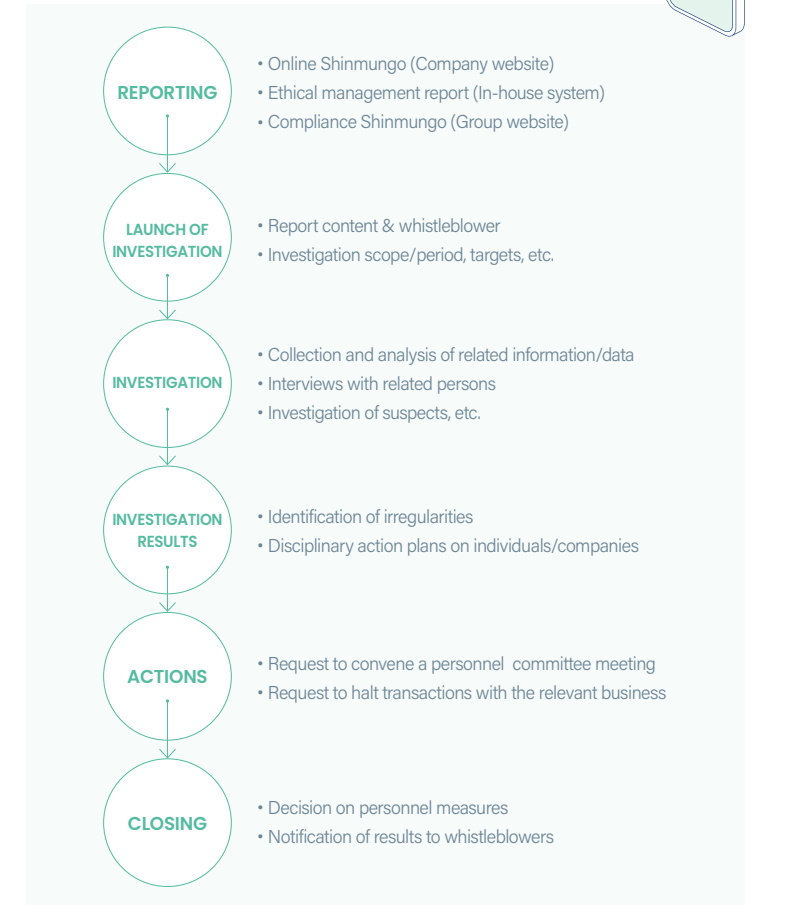 REPORTING
• Online Shinmungo (Company website)
• Ethical management report (In-house system)
• Compliance Shinmungo (Group website)
LAUNCH OF
INVESTIGATION
• Report content & whistleblower
• Investigation scope/period, targets, etc.
INVESTIGATION
• Collection and analysis of related information/data
• Interviews with related persons
• Investigation of suspects, etc.
INVESTIGATION
RESULTS
• Identification of irregularities
• Disciplinary action plans on individuals/companies
ACTIONS
• Request to convene a personnel  committee meeting
• Request to halt transactions with the relevant business
CLOSING
• Decision on personnel measures
• Notification of results to whistleblowers